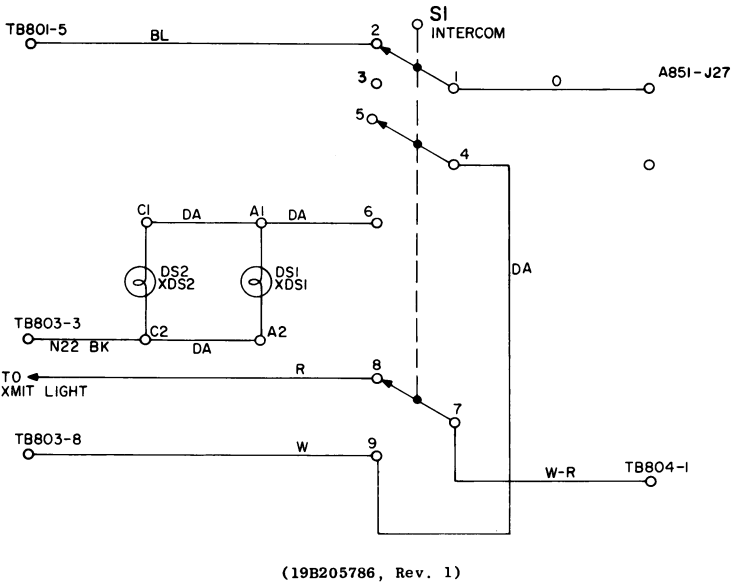 S1
INTERCOM
TB801-5
BL
2
3
1
O
A851-J27
5
4
C1
DA
A1
DA
6
DS2
XDS2
DS1
XDS1
DA
TB803-3
N22 BK
C2
DA
A2
TO
XMIT LIGHT
R
8
7
TB803-8
W
9
W-R
TB804-1
(19B205786, Rev. 1)